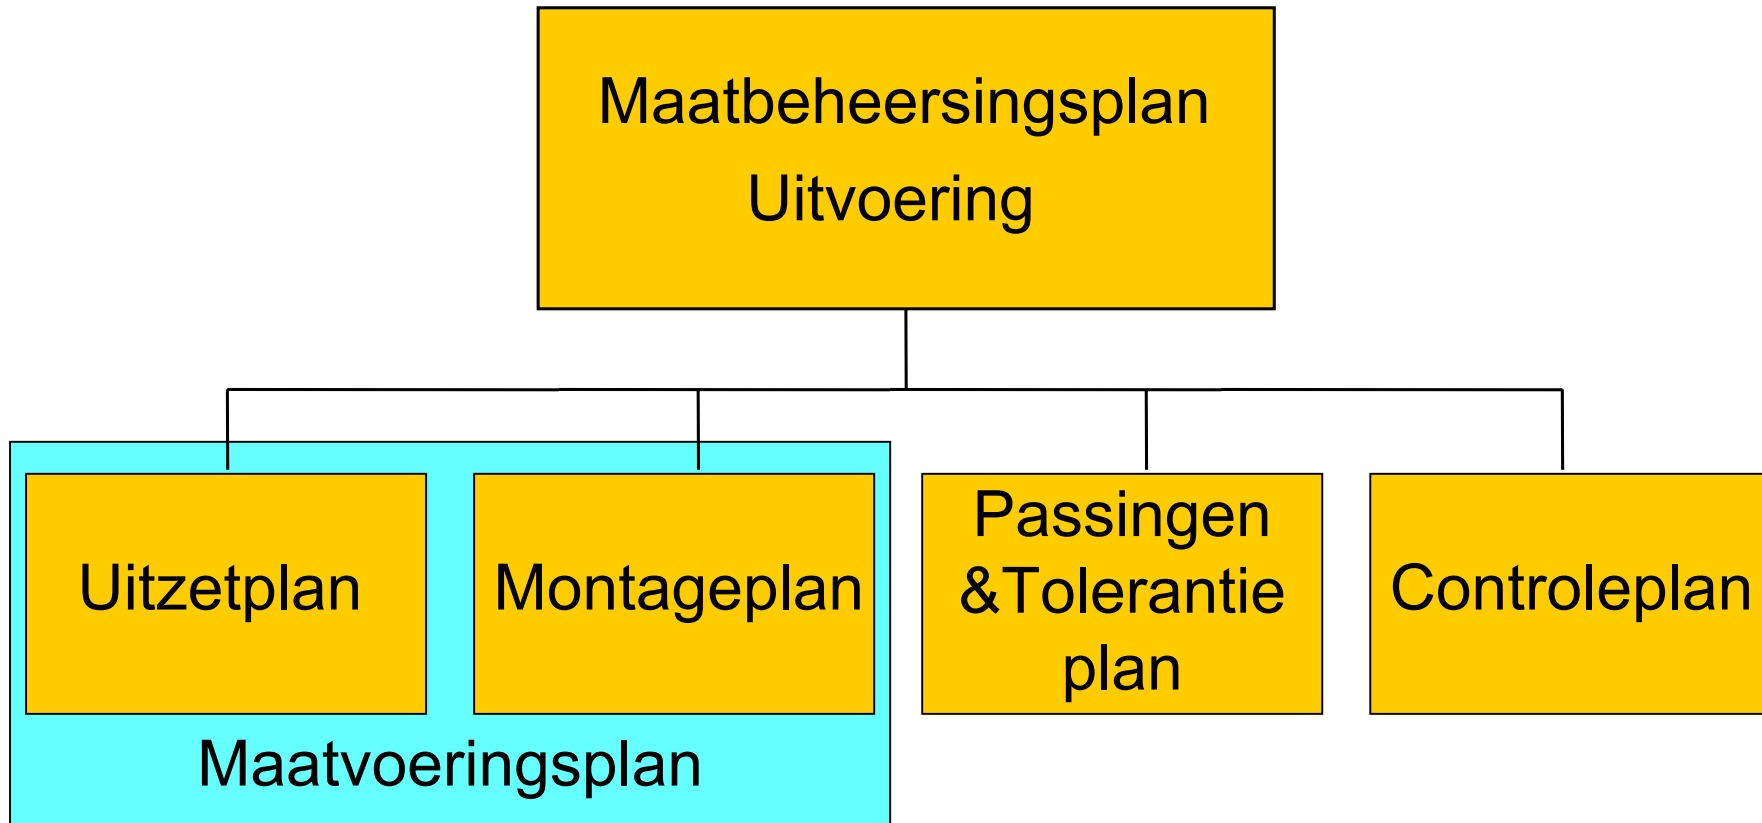 Maatbeheersingsplan
Uitvoering
Uitzetplan
Montageplan
Passingen
&Tolerantie
plan
Controleplan
Maatvoeringsplan